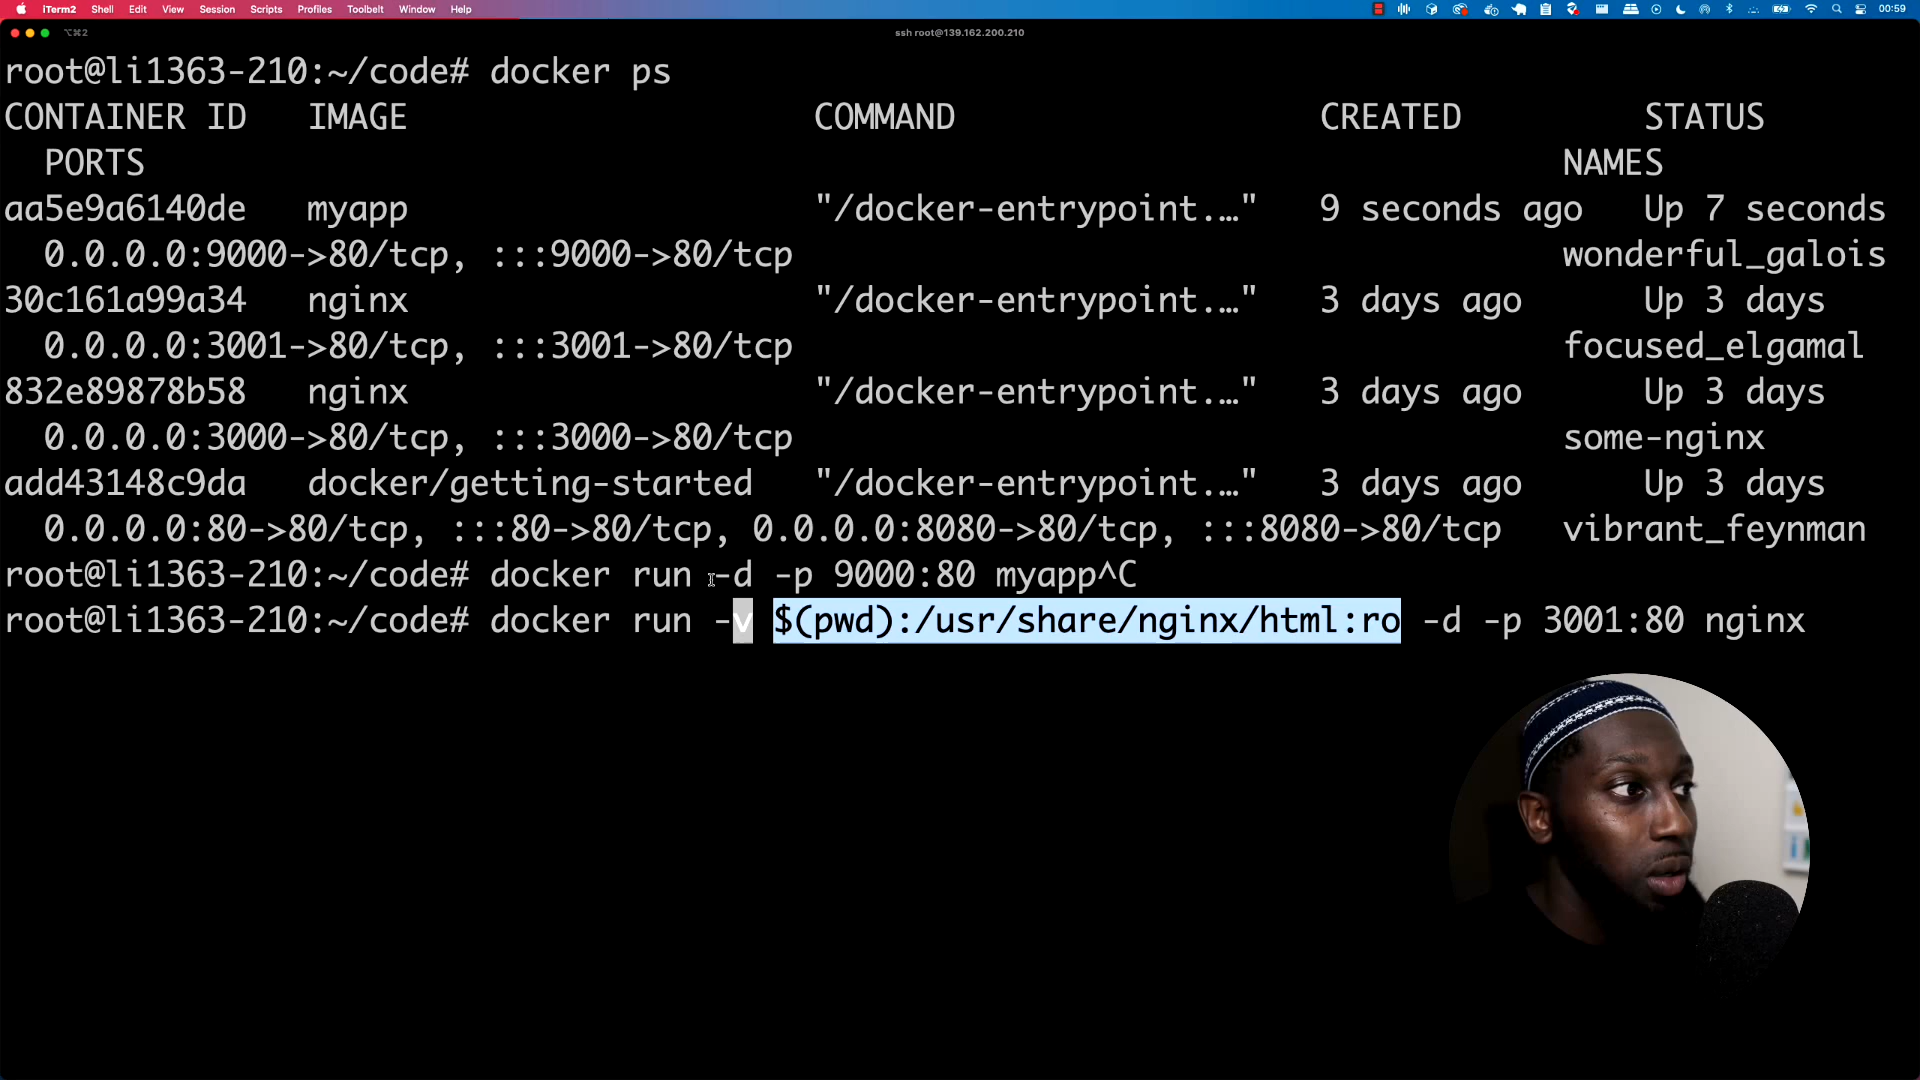 iTerm2 Shell Edit View Session Scripts Profiles Toolbelt Window Help 00:59
⌥⌘2 ssh root@139.162.200.210
root@li1363-210:~/code# docker ps
CONTAINER ID IMAGE COMMAND CREATED STATUS
PORTS NAMES
aa5e9a6140de myapp "/docker-entrypoint.…" 9 seconds ago Up 7 seconds
0.0.0.0:9000->80/tcp, :::9000->80/tcp wonderful_galois
30c161a99a34 nginx "/docker-entrypoint.…" 3 days ago Up 3 days
0.0.0.0:3001->80/tcp, :::3001->80/tcp focused_elgamal
832e89878b58 nginx "/docker-entrypoint.…" 3 days ago Up 3 days
0.0.0.0:3000->80/tcp, :::3000->80/tcp some-nginx
add43148c9da docker/getting-started "/docker-entrypoint.…" 3 days ago Up 3 days
0.0.0.0:80->80/tcp, :::80->80/tcp, 0.0.0.0:8080->80/tcp, :::8080->80/tcp vibrant_feynman
root@li1363-210:~/code# docker run -d -p 9000:80 myapp^C
root@li1363-210:~/code# docker run -v $(pwd):/usr/share/nginx/html:ro -d -p 3001:80 nginx